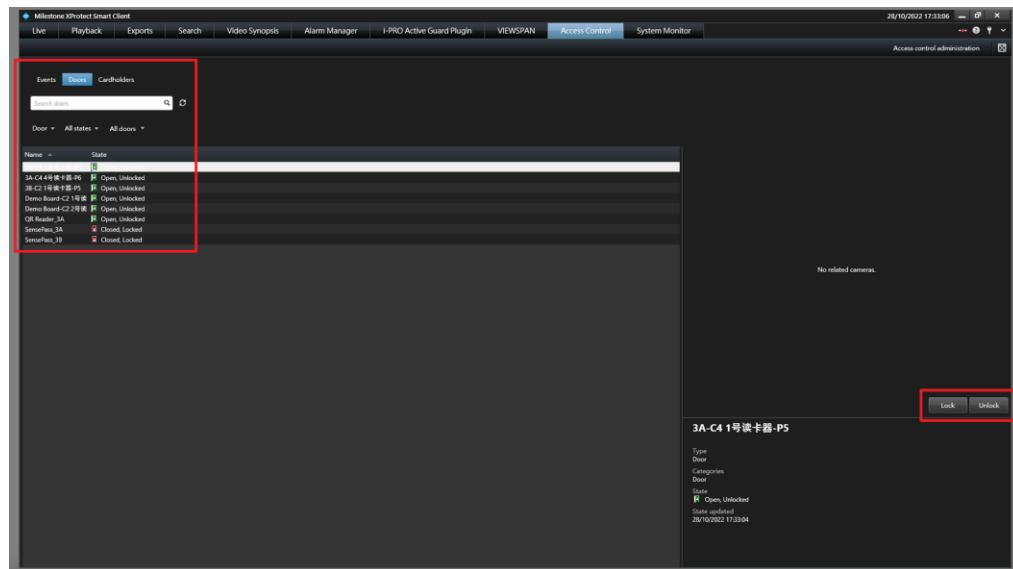 Milestone XProtect Smart Client 28/10/2022 17:33:06
Live Playback Exports Search Video Synopsis Alarm Manager i-PRO Active Guard Plugin VIEWSPAN Access Control System Monitor
Access control administration
Events Doors Cardholders
Search doors
Door All states All doors
Name State
3A-C4 4号读卡器-P6 Open, Unlocked
3B-C2 1号读卡器-P5 Open, Unlocked
Demo Board-C2 1号读 Open, Unlocked
Demo Board-C2 2号读 Open, Unlocked
QR Reader_3A Open, Unlocked
SensePass_3A Closed, Locked
SensePass_3B Closed, Locked
No related cameras.
Lock Unlock
3A-C4 1号读卡器-P5
Type
Door
Categories
Door
State
Open, Unlocked
State updated
28/10/2022 17:33:04